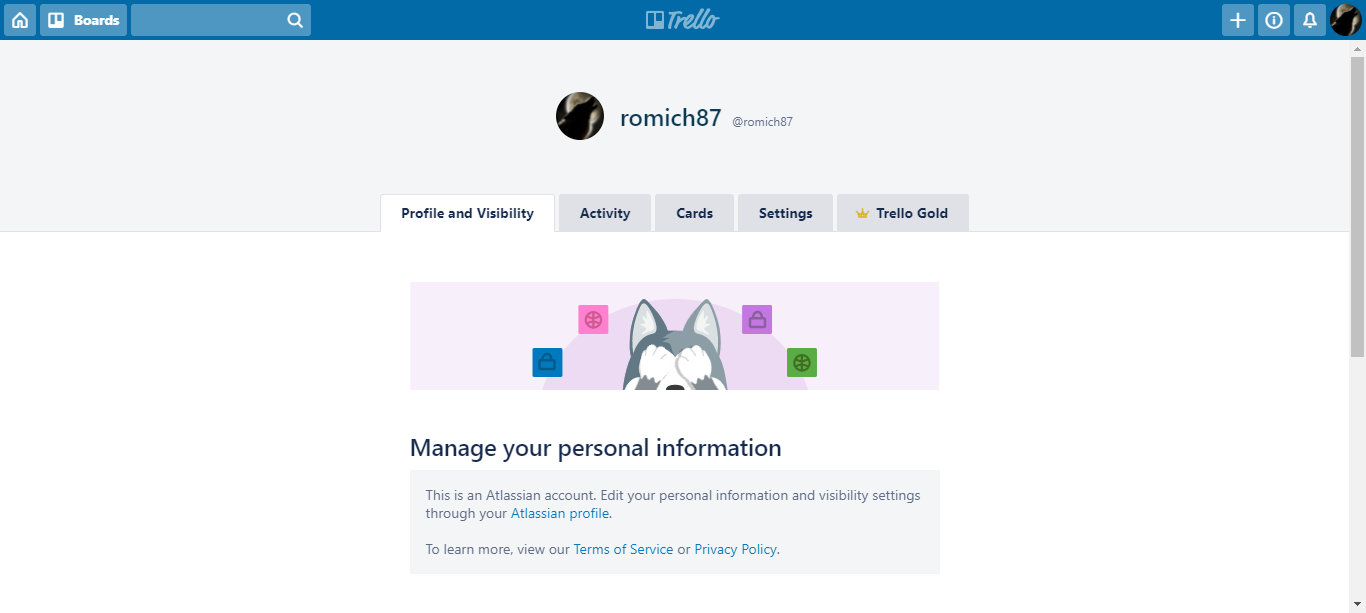 Boards
Trello
romich87 @romich87
Profile and Visibility
Activity
Cards
Settings
Trello Gold
Manage your personal information
This is an Atlassian account. Edit your personal information and visibility settings
through your Atlassian profile.
To learn more, view our Terms of Service or Privacy Policy.